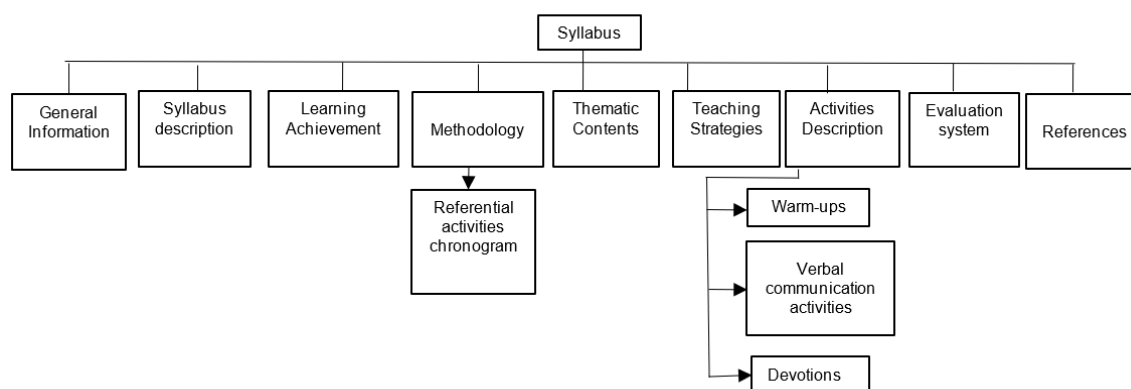 Syllabus
General
Information
Syllabus
description
Learning
Achievement
Methodology
Thematic
Contents
Teaching
Strategies
Activities
Description
Evaluation
system
References
Referential
activities
chronogram
Warm-ups
Verbal
communication
activities
Devotions